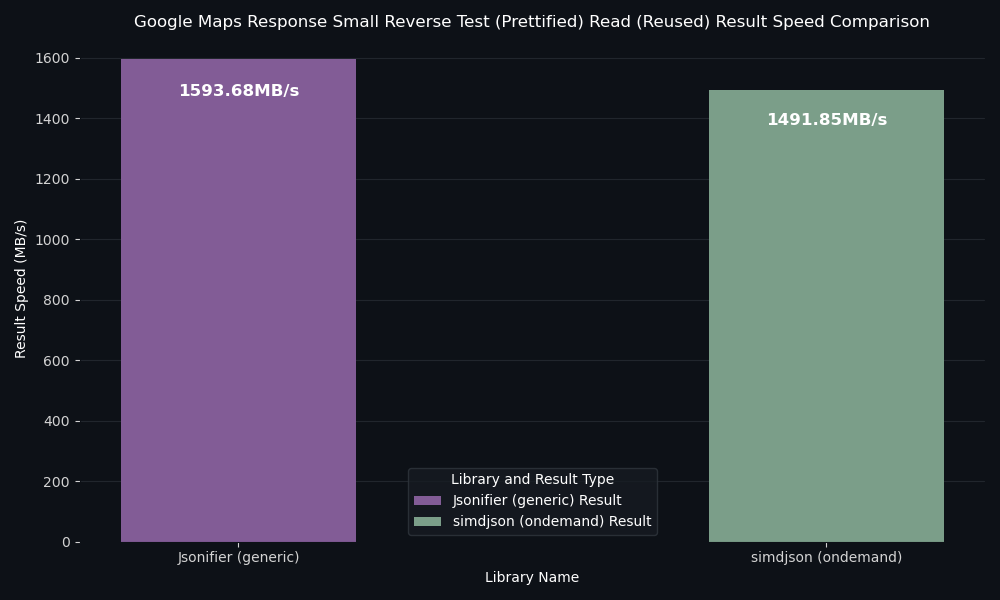 Google Maps Response Small Reverse Test (Prettified) Read (Reused) Result Speed Comparison
1600
1593.68MB/s
1491.85MB/s
1400
1200
1000
Result Speed (MB/s)
800
600
400
200
0
Library and Result Type
Jsonifier (generic) Result
simdjson (ondemand) Result
Jsonifier (generic)
simdjson (ondemand)
Library Name